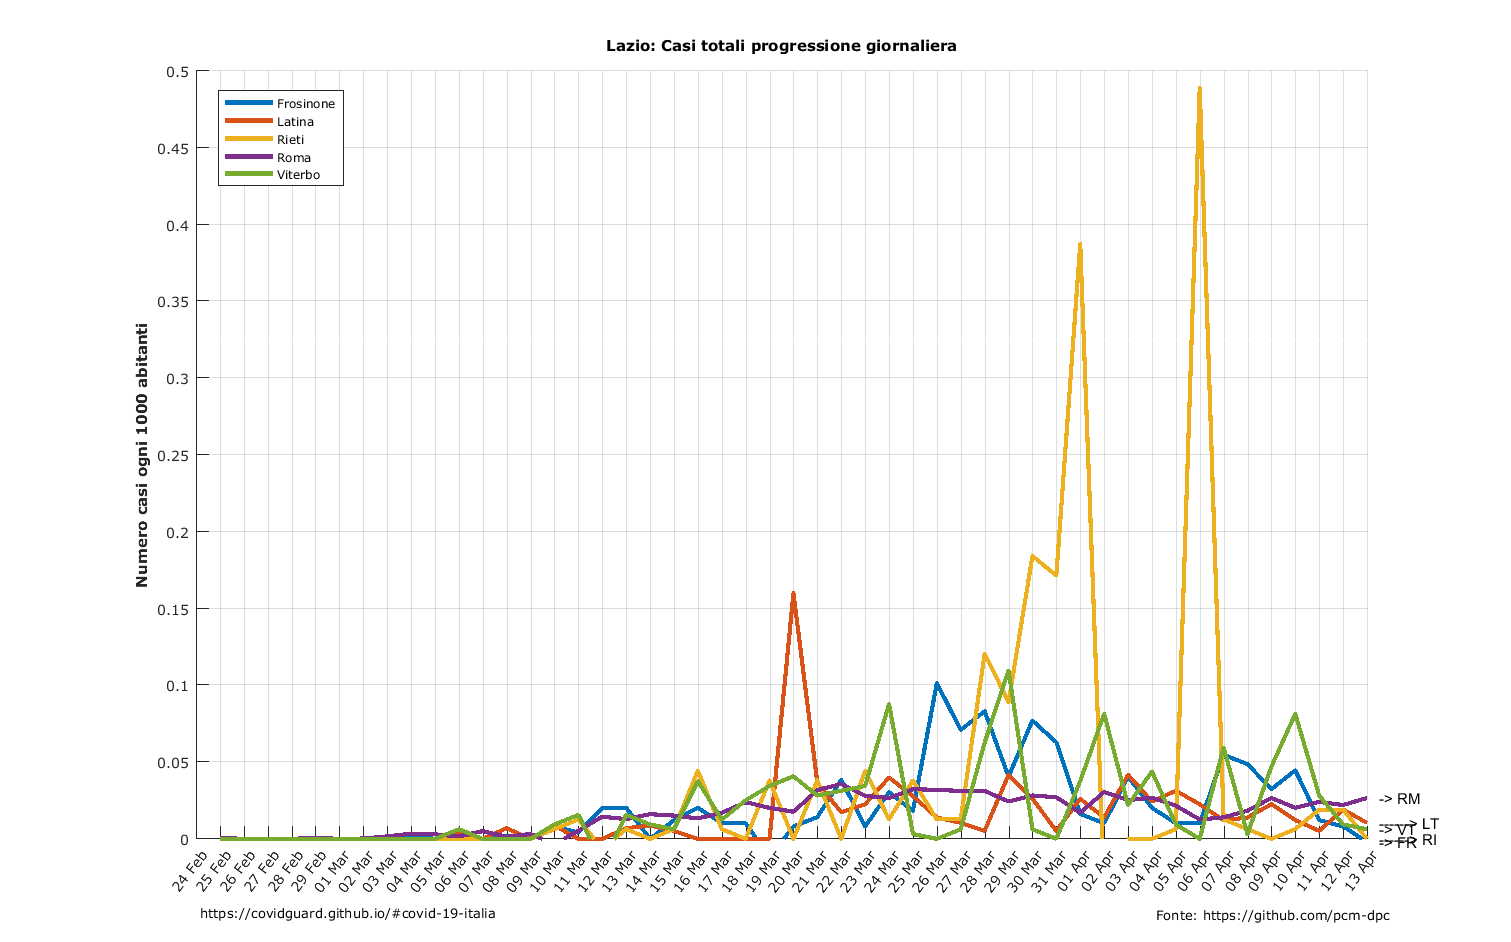 Lazio: Casi totali progressione giornaliera
Numero casi ogni 1000 abitanti
0.5
0.45
0.4
0.35
0.3
0.25
0.2
0.15
0.1
0.05
0
Frosinone
Latina
Rieti
Roma
Viterbo
-> RM
-----> LT
-> VT
-----> RI
-> FR
24 Feb
25 Feb
26 Feb
27 Feb
28 Feb
29 Feb
01 Mar
02 Mar
03 Mar
04 Mar
05 Mar
06 Mar
07 Mar
08 Mar
09 Mar
10 Mar
11 Mar
12 Mar
13 Mar
14 Mar
15 Mar
16 Mar
17 Mar
18 Mar
19 Mar
20 Mar
21 Mar
22 Mar
23 Mar
24 Mar
25 Mar
26 Mar
27 Mar
28 Mar
29 Mar
30 Mar
31 Mar
01 Apr
02 Apr
03 Apr
04 Apr
05 Apr
06 Apr
07 Apr
08 Apr
09 Apr
10 Apr
11 Apr
12 Apr
13 Apr
https://covidguard.github.io/#covid-19-italia
Fonte: https://github.com/pcm-dpc